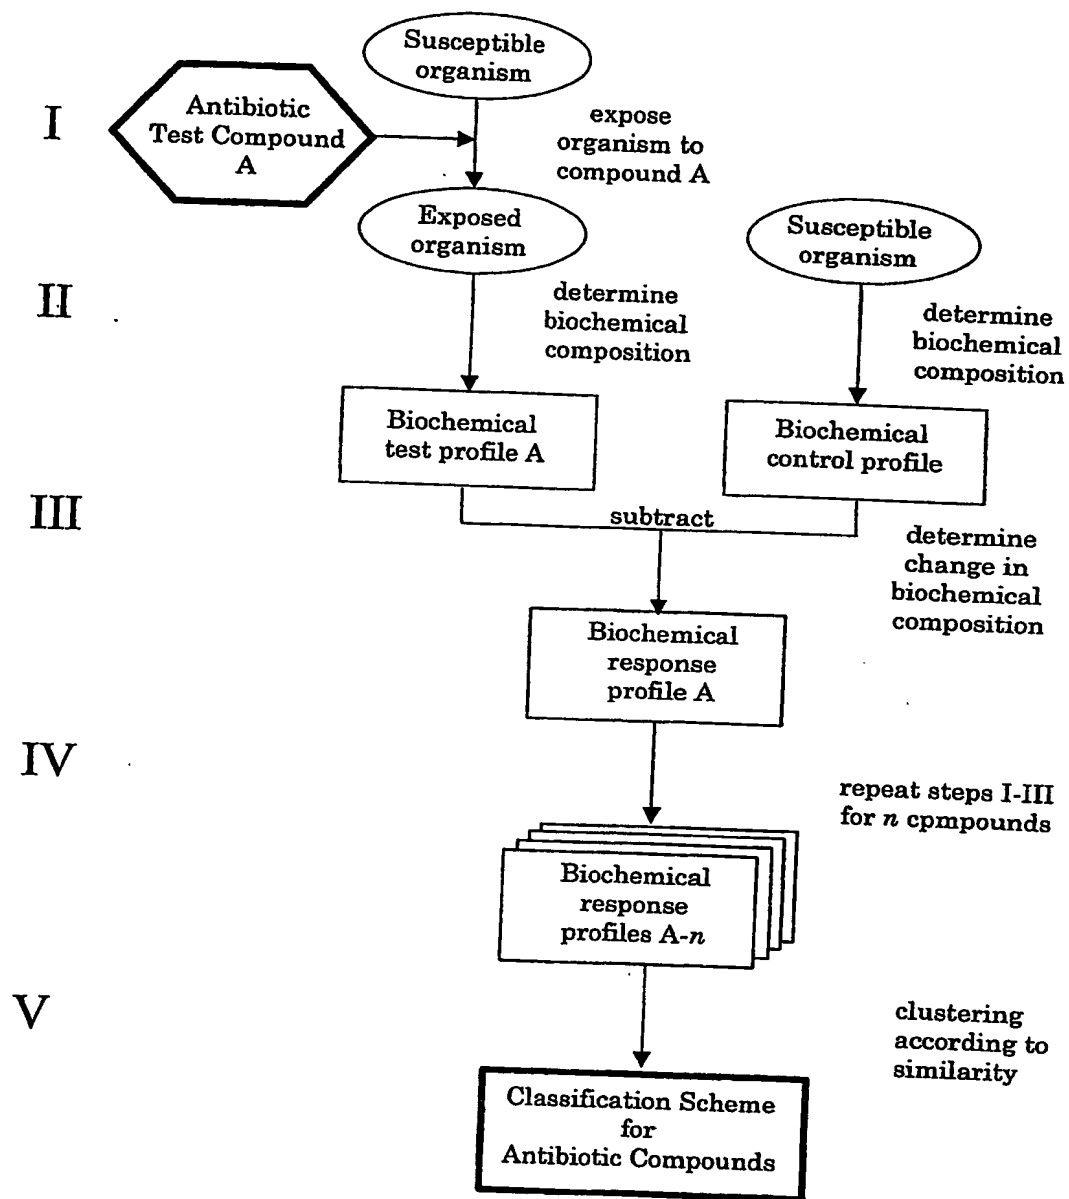 Susceptible
organism
I
Antibiotic
Test Compound
A
expose
organism to
compound A
Exposed
organism
Susceptible
organism
II
determine
biochemical
composition
determine
biochemical
composition
Biochemical
test profile A
Biochemical
control profile
III
subtract
determine
change in
biochemical
composition
Biochemical
response
profile A
IV
repeat steps I-III
for n cpmpounds
Biochemical
response
profiles A-n
V
clustering
according to
similarity
Classification Scheme
for
Antibiotic Compounds